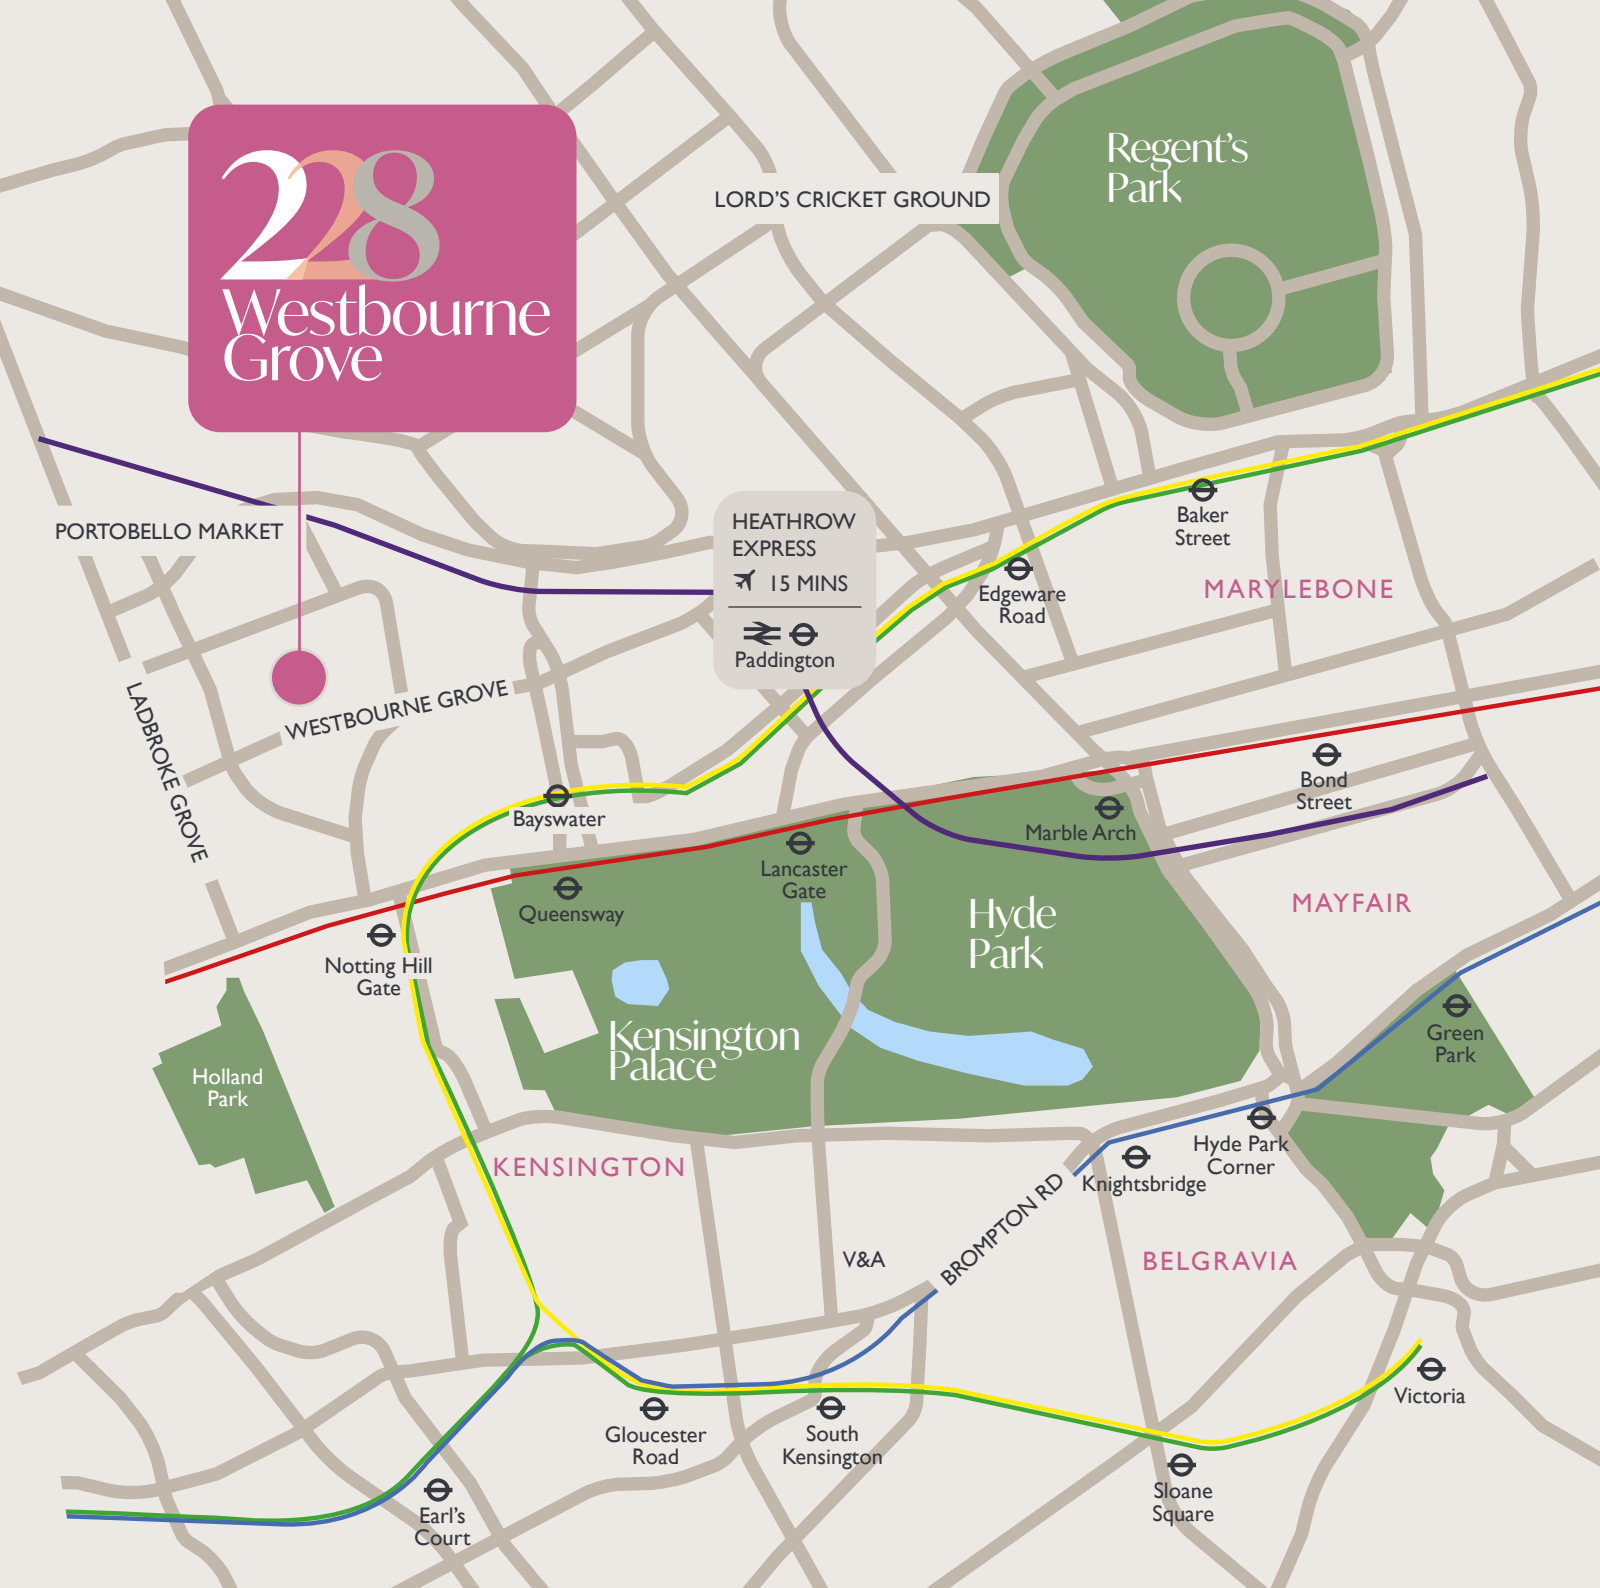 Regent's
Park
LORD'S CRICKET GROUND
228
Westbourne
Grove
PORTOBELLO MARKET
HEATHROW
EXPRESS
15 MINS
Paddington
Baker
Street
Edgeware
Road
MARYLEBONE
LADBROKE GROVE
WESTBOURNE GROVE
Bayswater
Bond
Street
Marble Arch
Lancaster
Gate
Queensway
Notting Hill
Gate
Hyde
Park
MAYFAIR
Green
Park
Kensington
Palace
Holland
Park
KENSINGTON
Hyde Park
Corner
Knightsbridge
BROMPTON RD
V&A
BELGRAVIA
Victoria
Gloucester
Road
South
Kensington
Sloane
Square
Earl's
Court